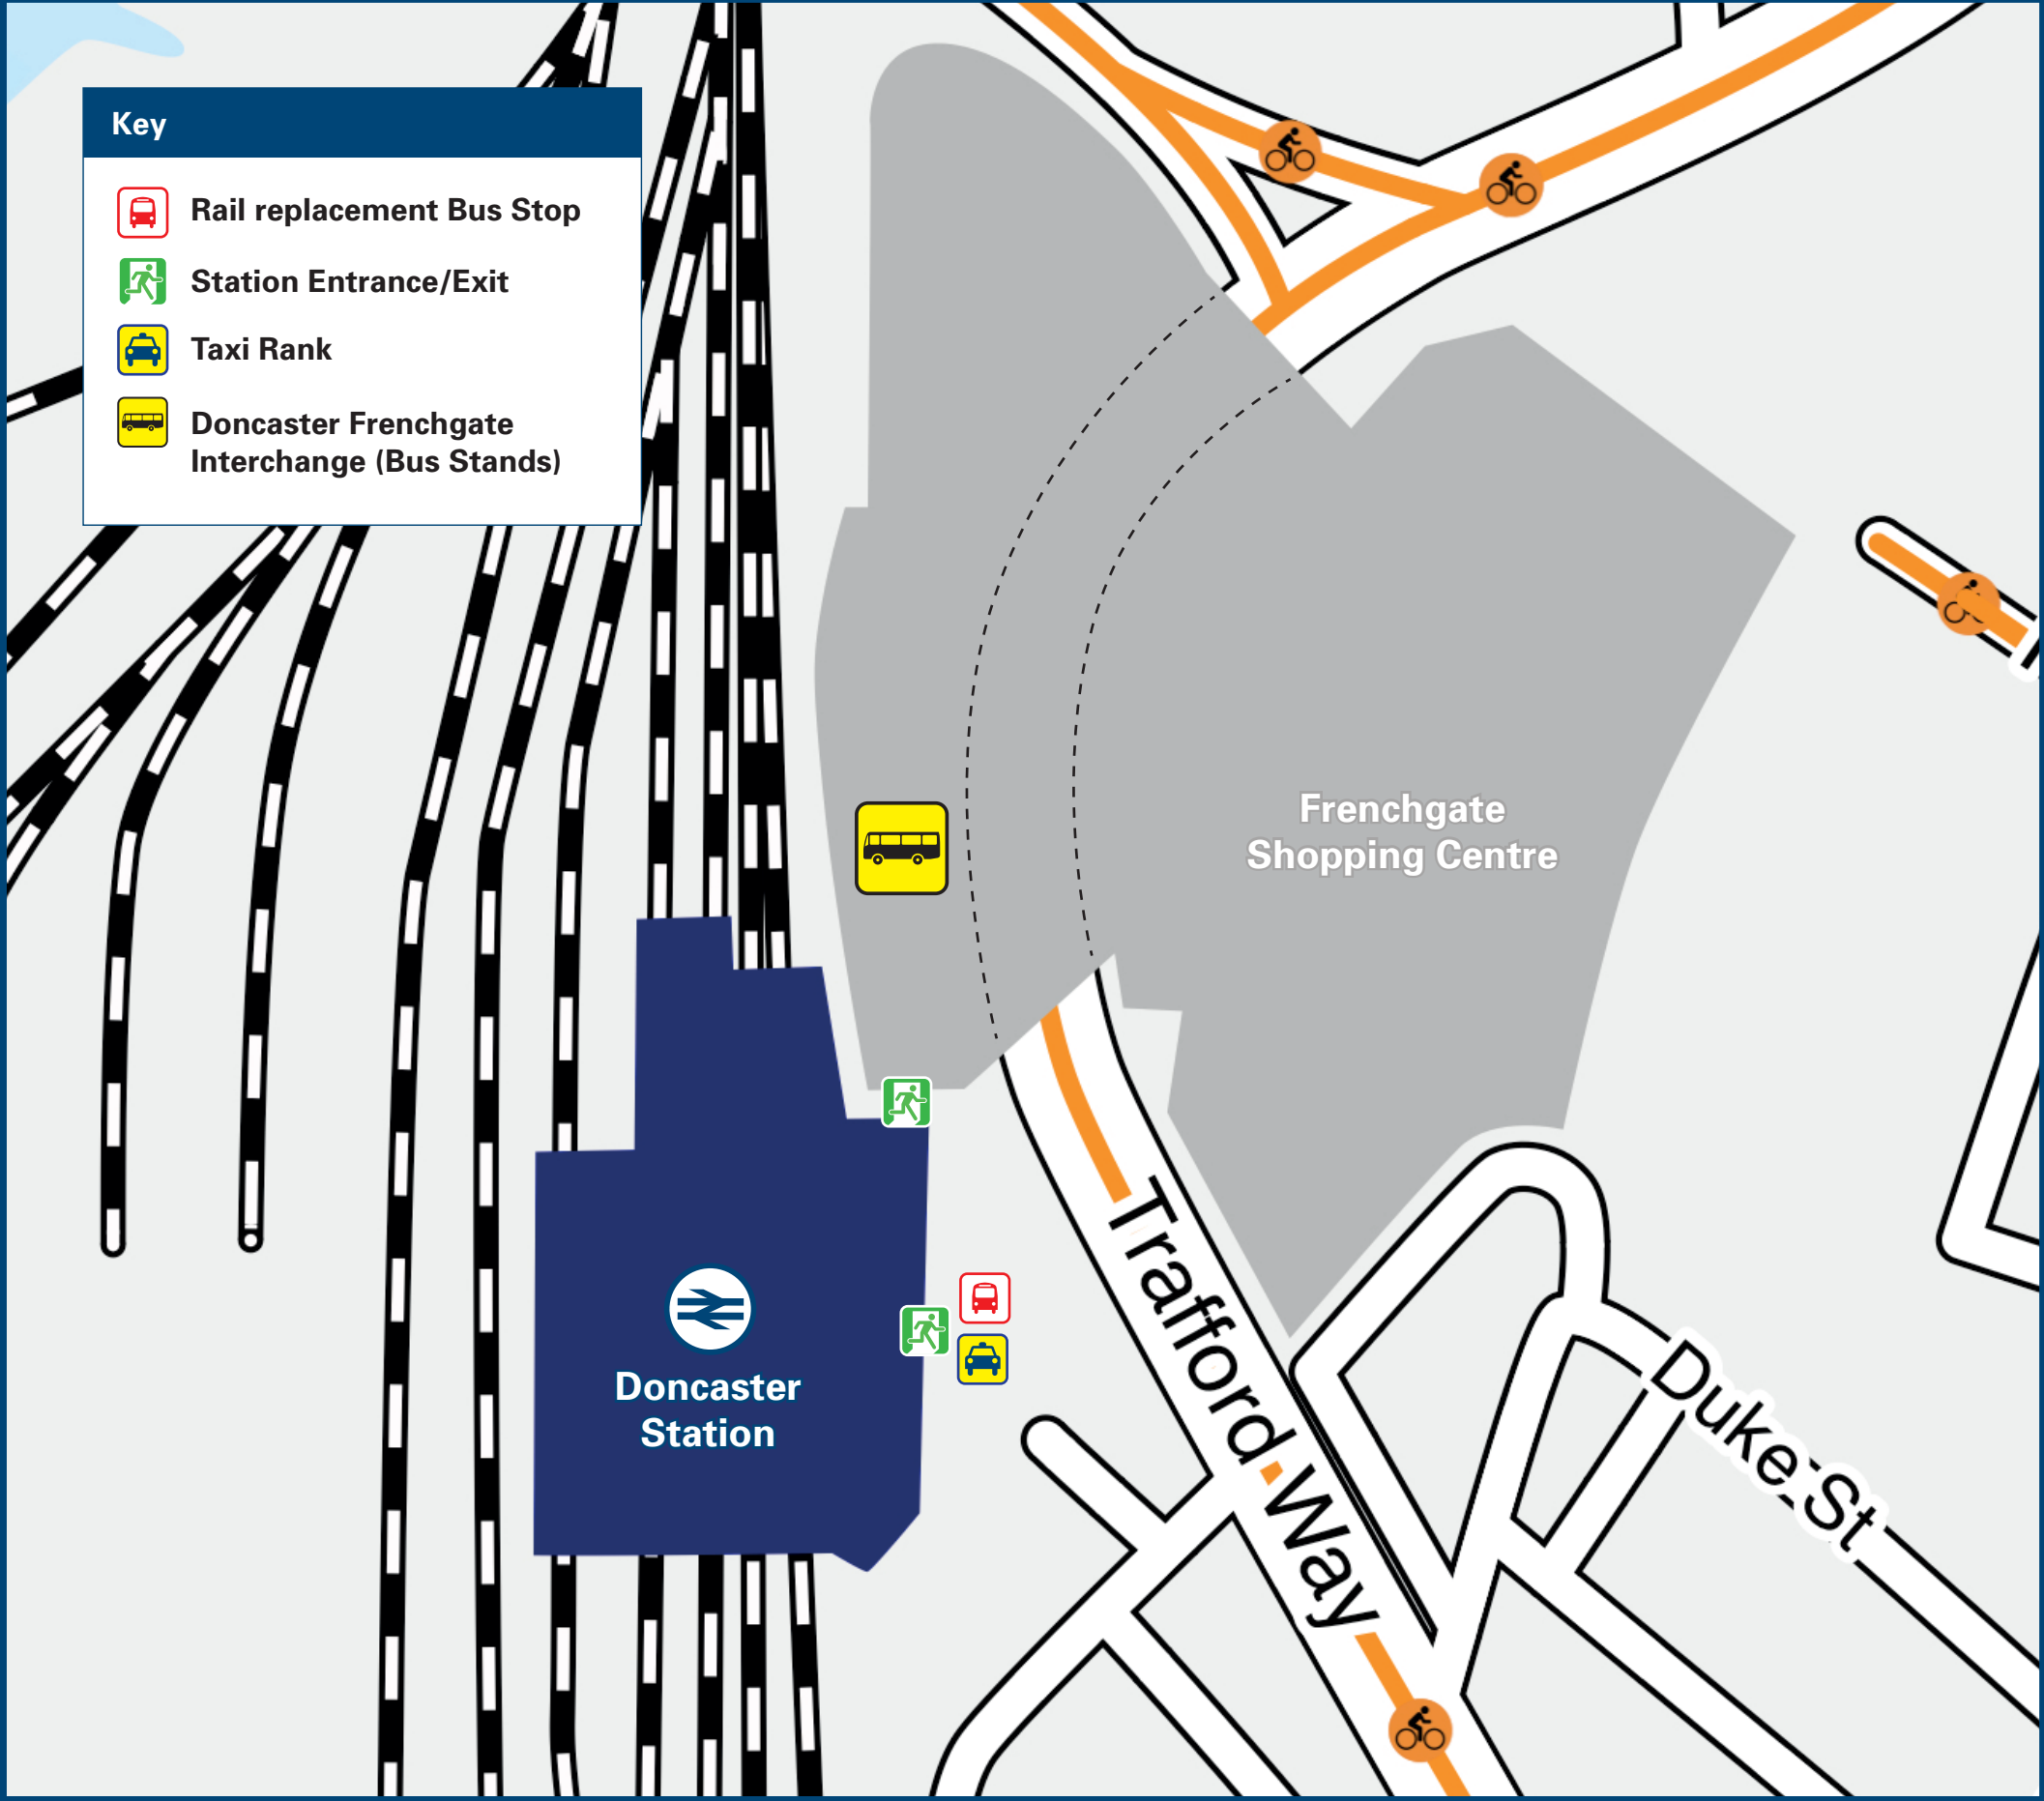 Key
Rail replacement Bus Stop
Station Entrance/Exit
Taxi Rank
Doncaster Frenchgate
Interchange (Bus Stands)
Frenchgate
Shopping Centre
Doncaster
Station
Trafford Way
Duke St